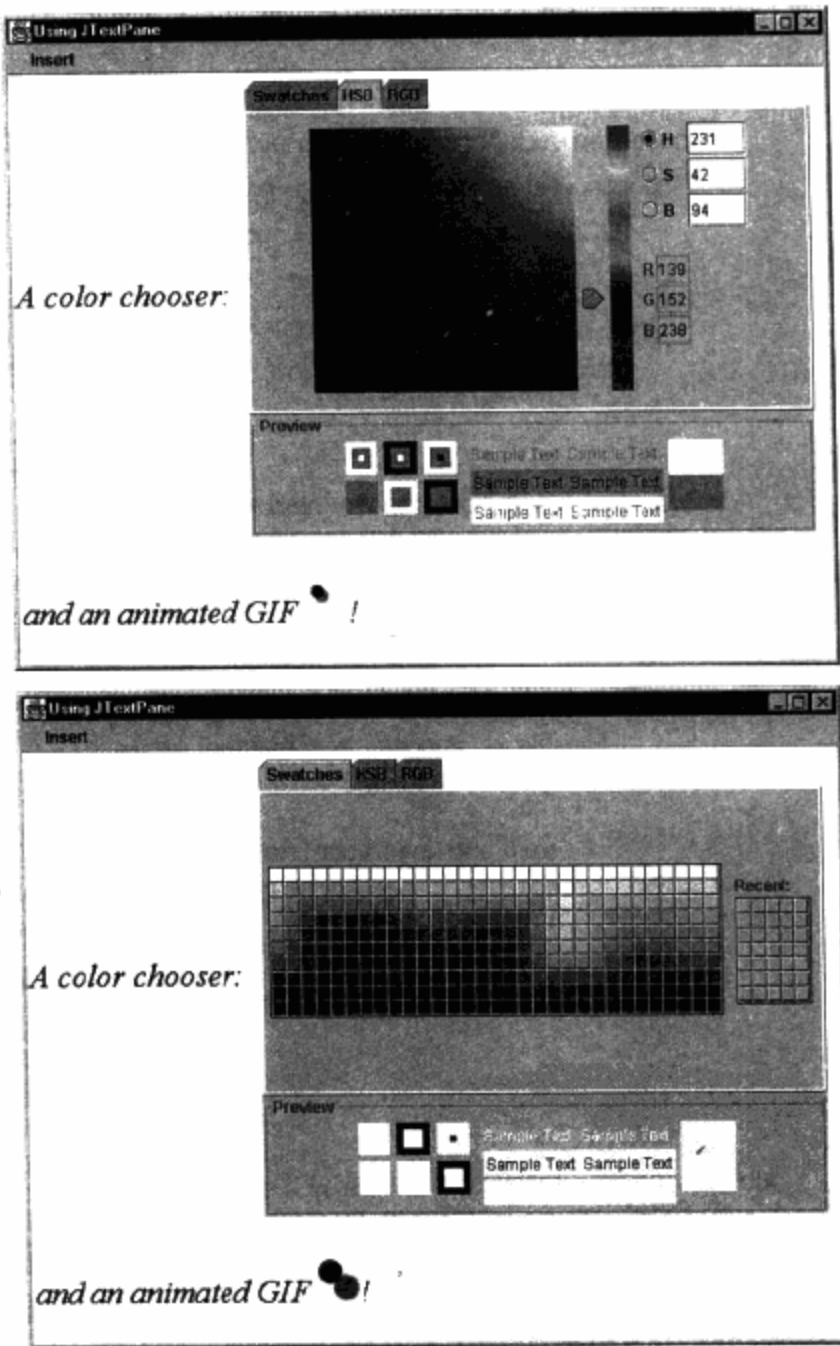 Using JTextPane
Insert
Swatches HSB RGB
H 231
S 42
B 94
R 139
G 152
B 238
A color chooser:
Preview
Sample Text Sample Text
Sample Text Sample Text
Sample Text Sample Text
and an animated GIF !
Using JTextPane
Insert
Swatches HSB RGB
Recent:
A color chooser:
Preview
Sample Text Sample Text
Sample Text Sample Text
and an animated GIF !